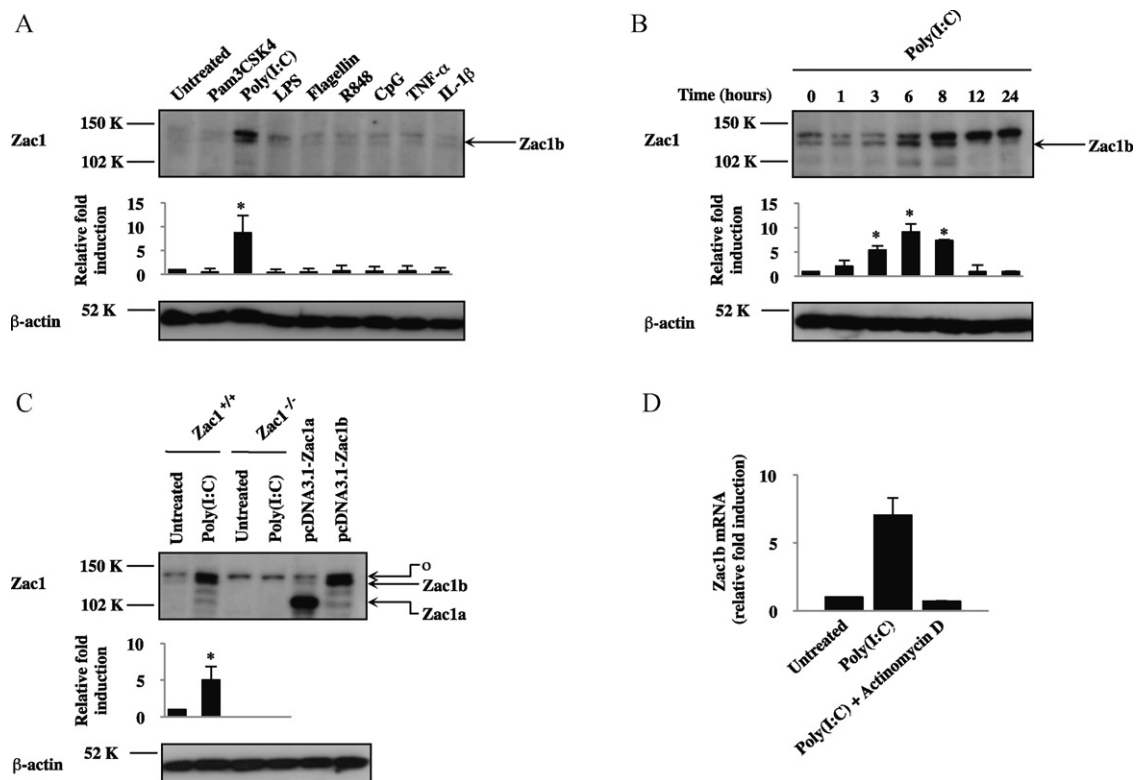 A
Untreated
Pam3CSK4
Poly(I:C)
LPS
Flagellin
R848
CpG
TNF-α
IL-1β
Zac1
150 K
102 K
Zac1b
Relative fold
induction
15
10
5
0
*
β-actin
52 K
B
Poly(I:C)
Time (hours) 0 1 3 6 8 12 24
Zac1
150 K
102 K
Zac1b
Relative fold
induction
15
10
5
0
* * *
β-actin
52 K
C
Zac1+/+
Zac1-/-
Untreated
Poly(I:C)
Untreated
Poly(I:C)
pcDNA3.1-Zac1a
pcDNA3.1-Zac1b
Zac1
150 K
102 K
o
Zac1b
Zac1a
Relative fold
induction
10
5
0
*
β-actin
52 K
D
Zac1b mRNA
(relative fold induction)
10
5
0
Untreated
Poly(I:C)
Poly(I:C) + Actinomycin D